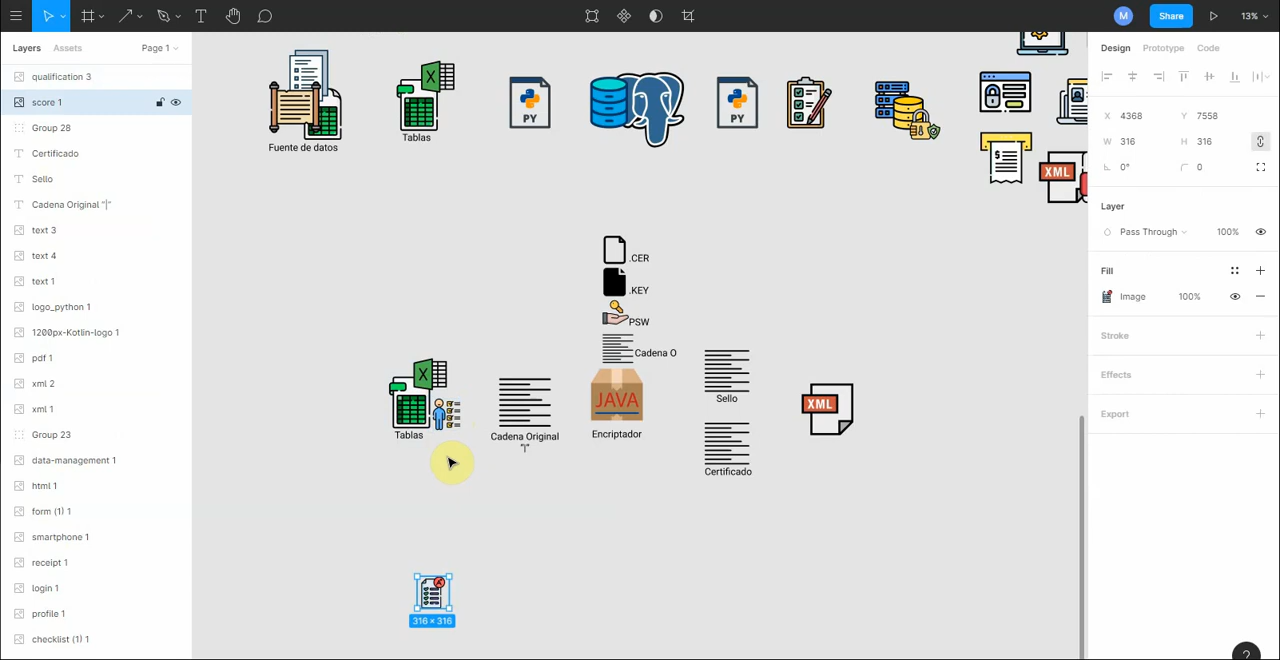 M
Share
13%
Layers
Assets
Page 1
qualification 3
score 1
Group 28
Certificado
Sello
Cadena Original "|"
text 3
text 4
text 1
logo_python 1
1200px-Kotlin-logo 1
pdf 1
xml 2
xml 1
Group 23
data-management 1
html 1
form (1) 1
smartphone 1
receipt 1
login 1
profile 1
checklist (1) 1
Fuente de datos
X
Tablas
PY
PY
$
XML
.CER
.KEY
PSW
Cadena O
X
Tablas
Cadena Original
"|"
JAVA
Encriptador
Sello
Certificado
XML
316 × 316
Design
Prototype
Code
X 4368
Y 7558
W 316
H 316
0°
0
Layer
Pass Through
100%
Fill
Image
100%
Stroke
Effects
Export
?